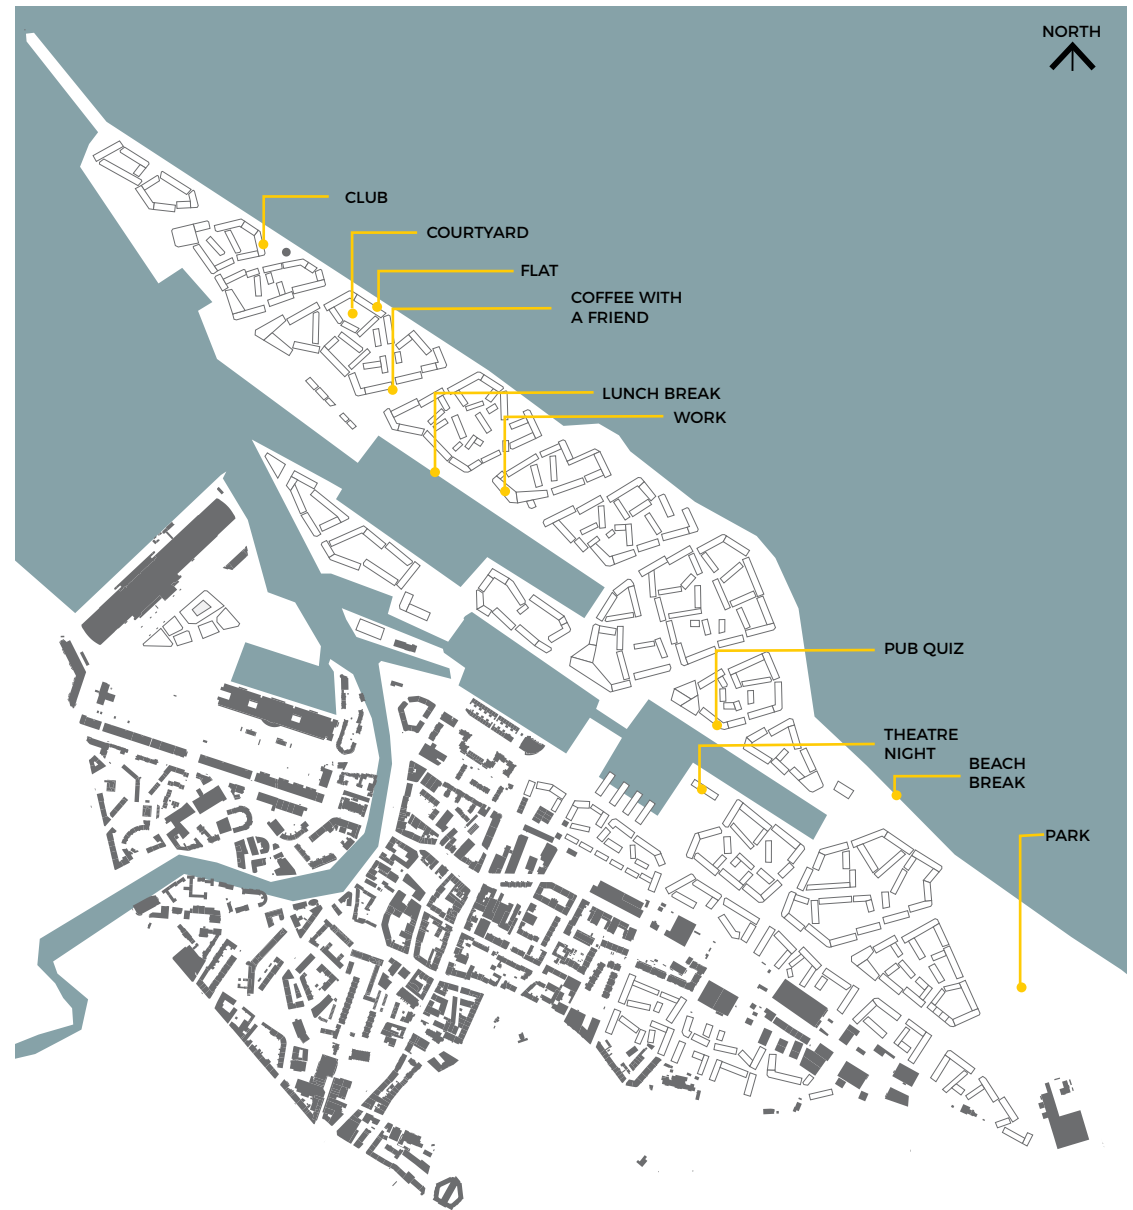 NORTH
CLUB
COURTYARD
FLAT
COFFEE WITH
A FRIEND
LUNCH BREAK
WORK
PUB QUIZ
THEATRE
NIGHT
BEACH
BREAK
PARK